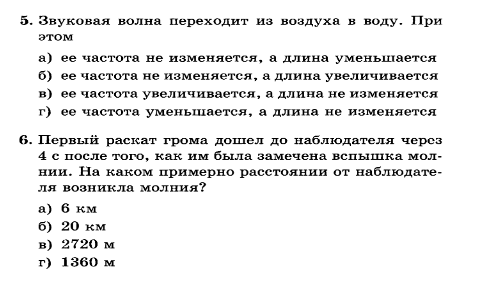 5. Звуковая волна переходит из воздуха в воду. При
этом
а) ее частота не изменяется, а длина уменьшается
б) ее частота не изменяется, а длина увеличивается
в) ее частота увеличивается, а длина не изменяется
г) ее частота уменьшается, а длина не изменяется
6. Первый раскат грома дошел до наблюдателя через
4 с после того, как им была замечена вспышка мол-
нии. На каком примерно расстоянии от наблюдате-
ля возникла молния?
а) 6 км
б) 20 км
в) 2720 м
г) 1360 м